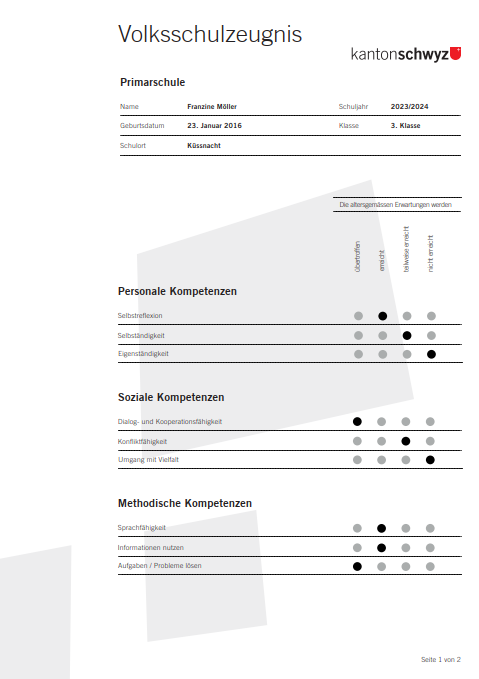 Volksschulzeugnis
kantonschwyz
Primarschule
Name Franzine Möller Schuljahr 2023/2024
Geburtsdatum 23. Januar 2016 Klasse 3. Klasse
Schulort Küssnacht
Die altersgemässen Erwartungen werden
übertroffen erreicht teilweise erreicht nicht erreicht
Personale Kompetenzen
Selbstreflexion
Selbständigkeit
Eigenständigkeit
Soziale Kompetenzen
Dialog- und Kooperationsfähigkeit
Konfliktfähigkeit
Umgang mit Vielfalt
Methodische Kompetenzen
Sprachfähigkeit
Informationen nutzen
Aufgaben / Probleme lösen
Seite 1 von 2